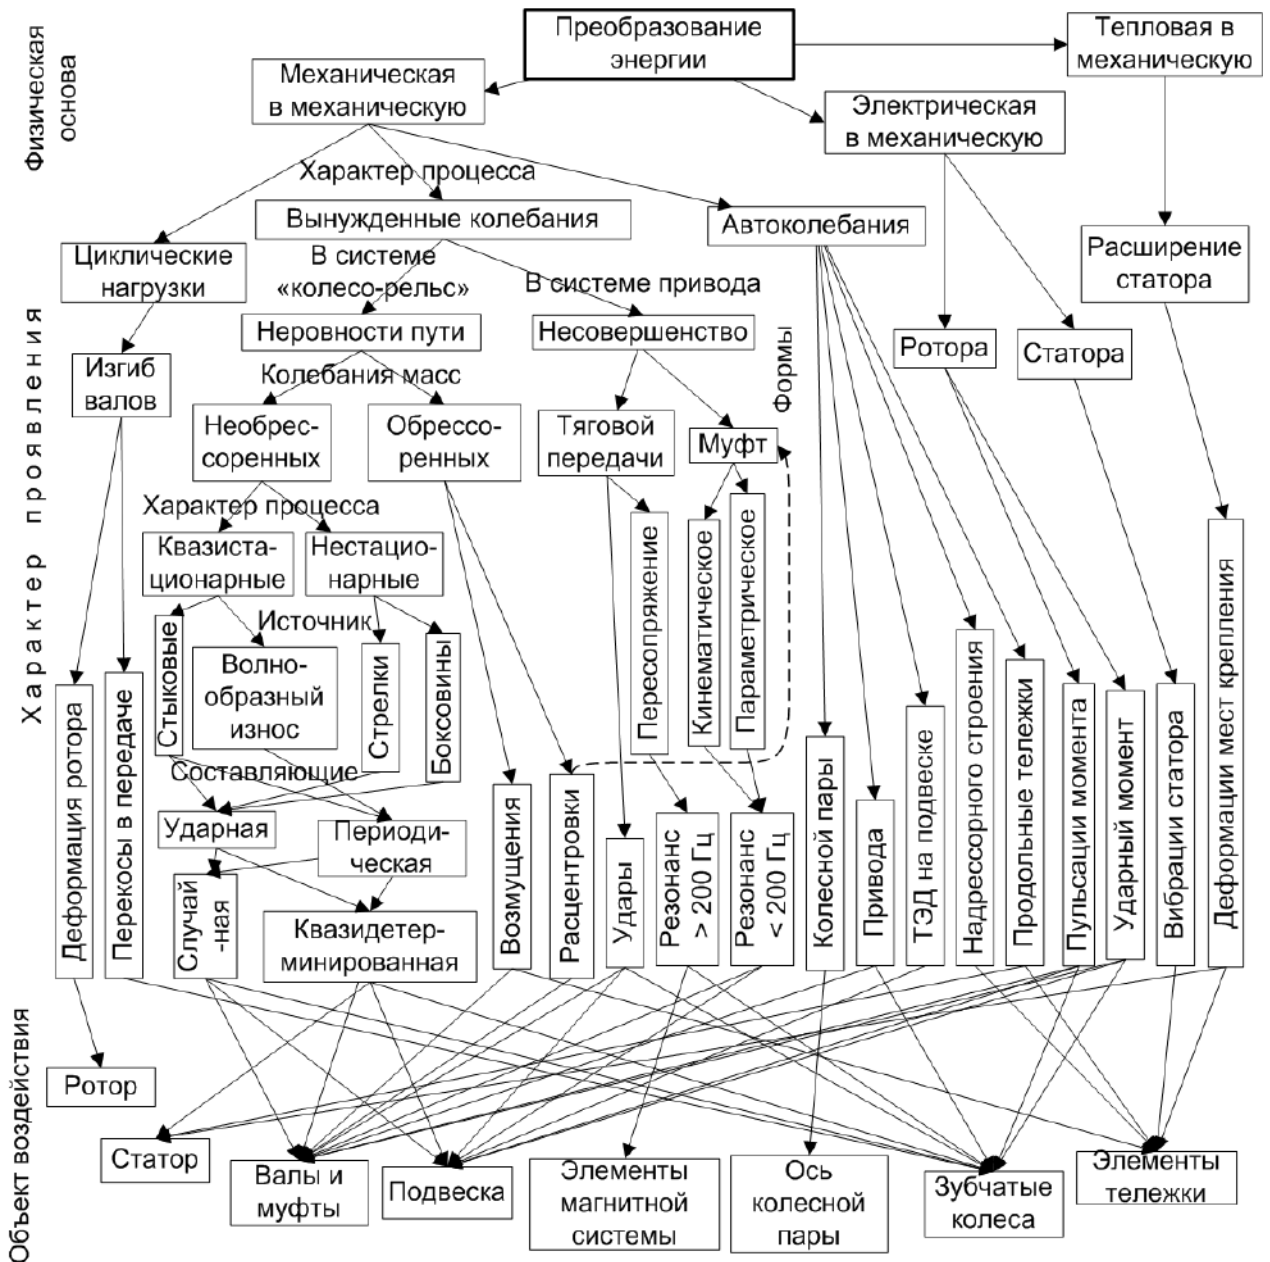 Физическая
основа
Преобразование
энергии
Тепловая в
механическую
Механическая
в механическую
Электрическая
в механическую
Характер процесса
Вынужденные колебания
Автоколебания
Циклические
нагрузки
В системе
«колесо-рельс»
В системе привода
Расширение
статора
Характер проявления
Неровности пути
Несовершенство
Формы
Ротора
Статора
Изгиб
валов
Колебания масс
Необрес-
соренных
Обрессо-
ренных
Тяговой
передачи
Муфт
Характер процесса
Квазиста-
ционарные
Нестацио-
нарные
Источник
Стыковые
Волно-
образный
износ
Стрелки
Боксовины
Пересопряжение
Кинематическое
Параметрическое
Составляющие
Ударная
Периоди-
ческая
Случай
-ная
Квазидетер-
минированная
Деформация ротора
Перекосы в передаче
Возмущения
Расцентровки
Удары
Резонанс
> 200 Гц
Резонанс
< 200 Гц
Колесной пары
Привода
ТЭД на подвеске
Надрессорного строения
Продольные тележки
Пульсации момента
Ударный момент
Вибрации статора
Деформации мест крепления
Объект воздействия
Ротор
Статор
Валы и
муфты
Подвеска
Элементы
магнитной
системы
Ось
колесной
пары
Зубчатые
колеса
Элементы
тележки